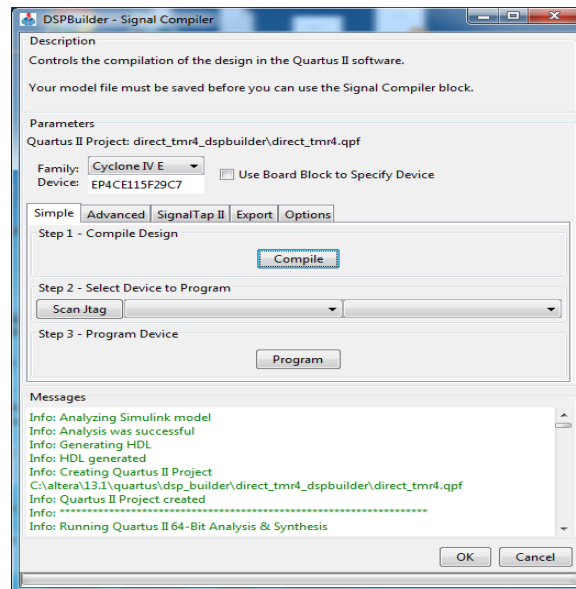 DSPBuilder - Signal Compiler
Description
Controls the compilation of the design in the Quartus II software.
Your model file must be saved before you can use the Signal Compiler block.
Parameters
Quartus II Project: direct_tmr4_dspbuilder\direct_tmr4.qpf
Family: Cyclone IV E
Device: EP4CE115F29C7
Use Board Block to Specify Device
Simple Advanced SignalTap II Export Options
Step 1 - Compile Design
Compile
Step 2 - Select Device to Program
Scan Jtag
Step 3 - Program Device
Program
Messages
Info: Analyzing Simulink model
Info: Analysis was successful
Info: Generating HDL
Info: HDL generated
Info: Creating Quartus II Project
C:\altera\13.1\quartus\dsp_builder\direct_tmr4_dspbuilder\direct_tmr4.qpf
Info: Quartus II Project created
Info: *******************************************************************
Info: Running Quartus II 64-Bit Analysis & Synthesis
OK Cancel